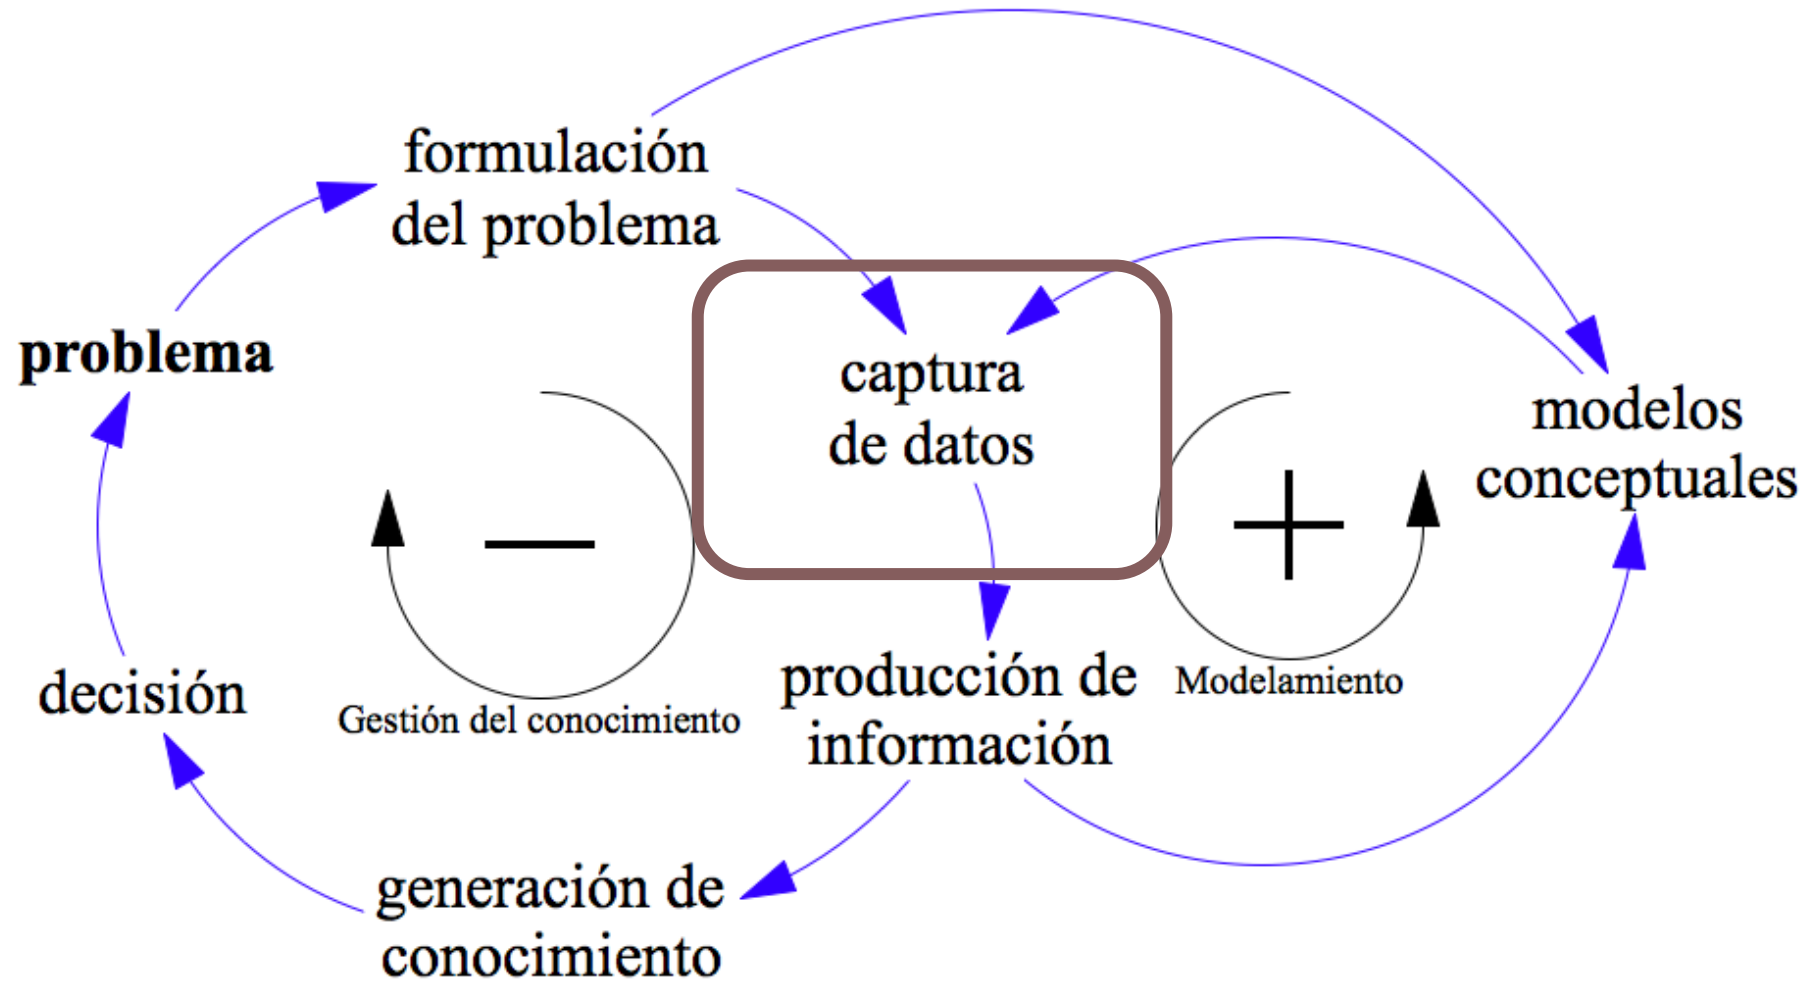 formulación
del problema
problema
captura
de datos
modelos
conceptuales
decisión
Gestión del conocimiento
producción de
información
Modelamiento
generación de
conocimiento